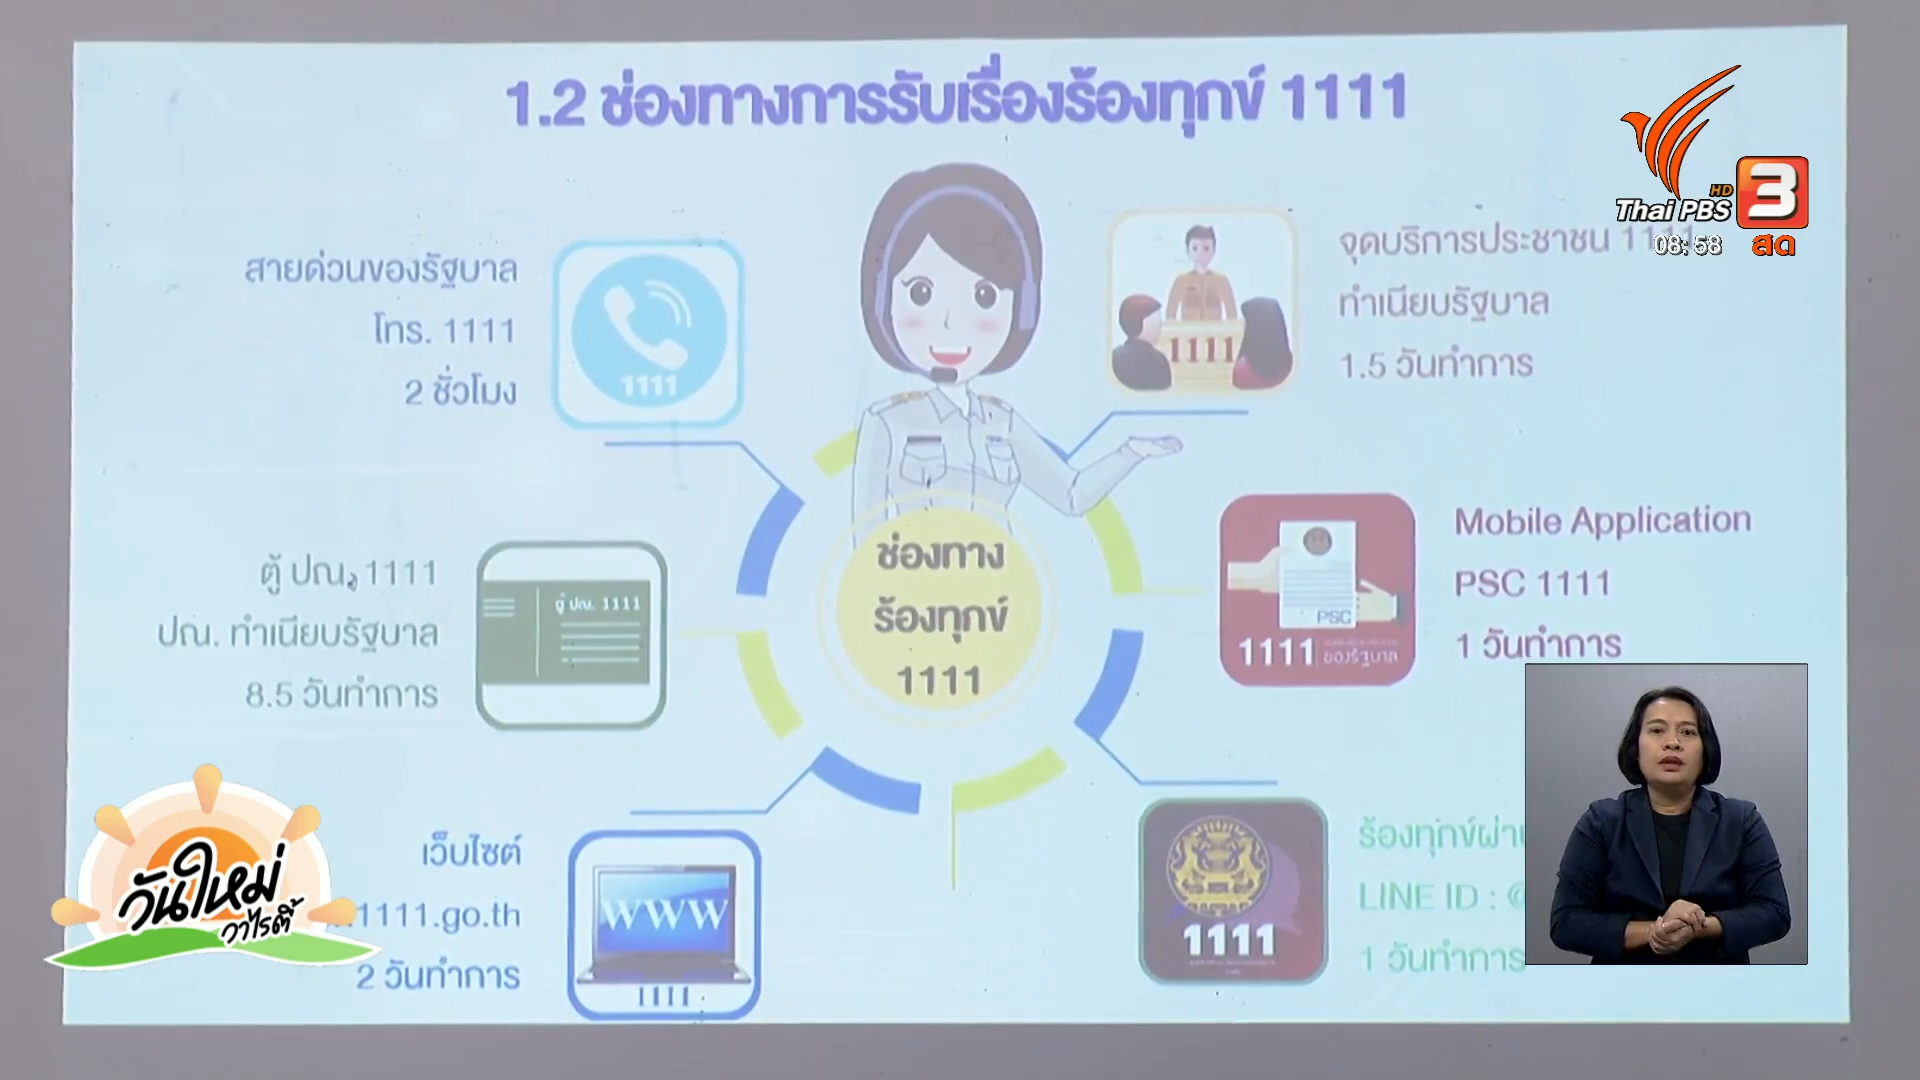 1.2 ช่องทางการรับเรื่องร้องทุกข์ 1111
Thai PBS
HD
3
08:58
สด
สายด่วนของรัฐบาล
โทร. 1111
2 ชั่วโมง
1111
จุดบริการประชาชน
ทำเนียบรัฐบาล
1.5 วันทำการ
1111
ตู้ ปณ. 1111
ปณ. ทำเนียบรัฐบาล
8.5 วันทำการ
ตู้ ปณ. 1111
ช่องทาง
ร้องทุกข์
1111
Mobile Application
PSC 1111
1 วันทำการ
PSC
1111
ของรัฐบาล
เว็บไซต์
.1111.go.th
2 วันทำการ
WWW
1111
1111
ร้องทุกข์ผ่าน
LINE ID : @
1 วันทำการ
วันใหม่
วาไรตี้